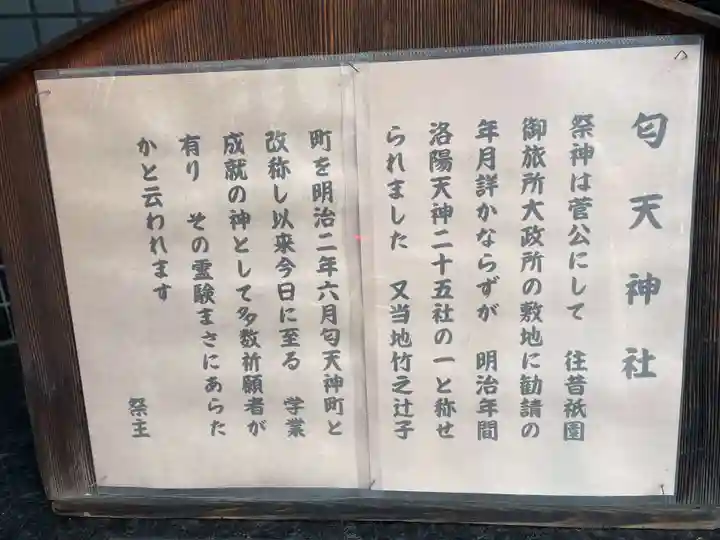 匂天神社
祭神は菅公にして 往昔祇園
御旅所大政所の敷地に勧請の
年月詳かならずが 明治年間
洛陽天神二十五社の一と称せ
られました 又当地竹之辻子
町を明治二年六月匂天神町と
改称し以来今日に至る 学業
成就の神として多数祈願者が
有り その霊験まさにあらた
かと云われます
祭主